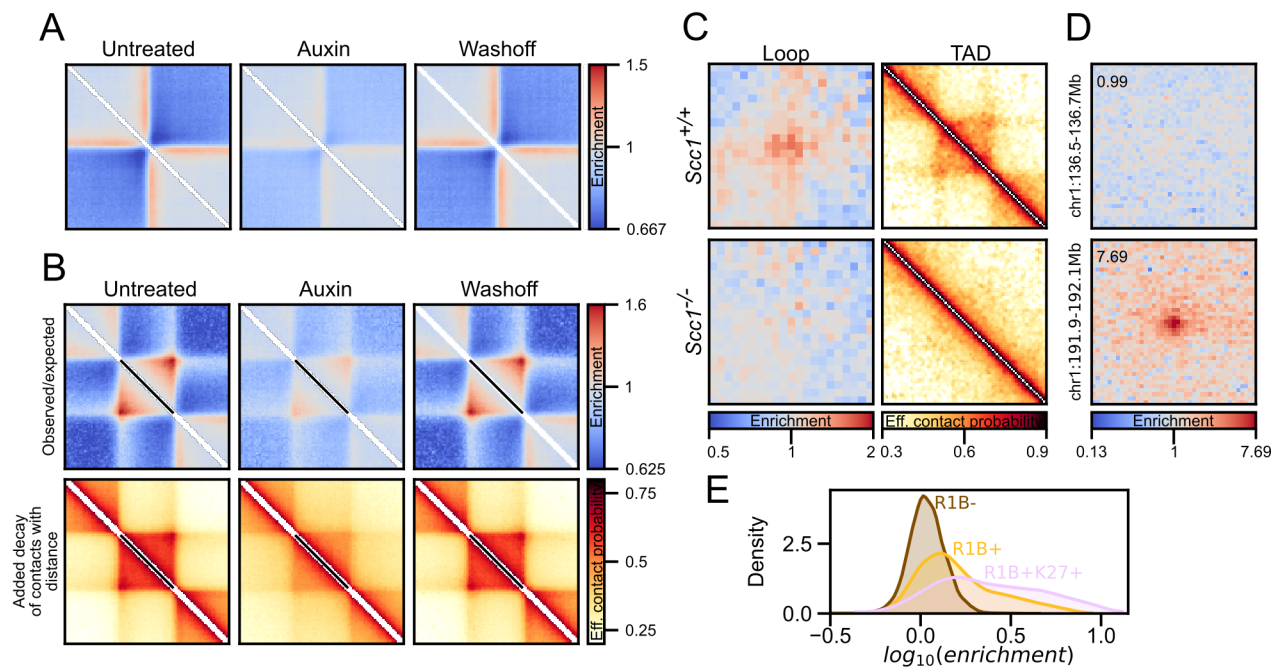 A
Untreated
Auxin
Washoff
1.5
Enrichment
1
0.667
B
Untreated
Auxin
Washoff
Observed/expected
1.6
Enrichment
1
0.625
Added decay
of contacts with
distance
0.75
Eff. contact probability
0.5
0.25
C
Loop
TAD
Scc1+/+
Scc1-/-
Enrichment
0.5 1 2
Eff. contact probability
0.3 0.6 0.9
D
chr1:136.5-136.7Mb
0.99
chr1:191.9-192.1Mb
7.69
Enrichment
0.13 1 7.69
E
R1B-
R1B+
R1B+K27+
Density
2.5
0.0
−0.5 0.0 0.5 1.0
log10(enrichment)